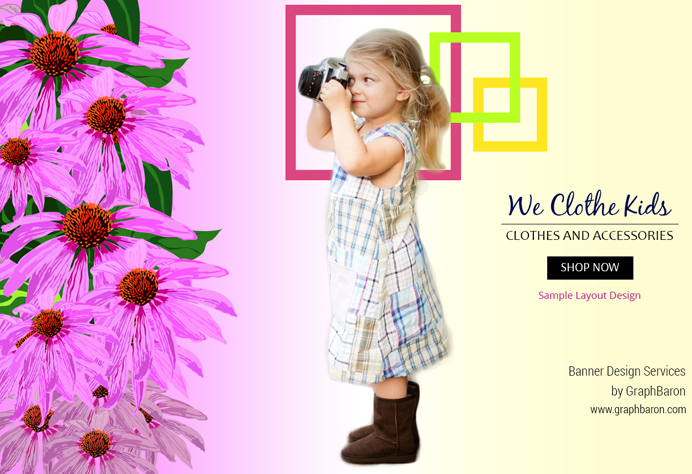 We Clothe Kids
CLOTHES AND ACCESSORIES
SHOP NOW
Sample Layout Design
Banner Design Services
by GraphBaron
www.graphbaron.com